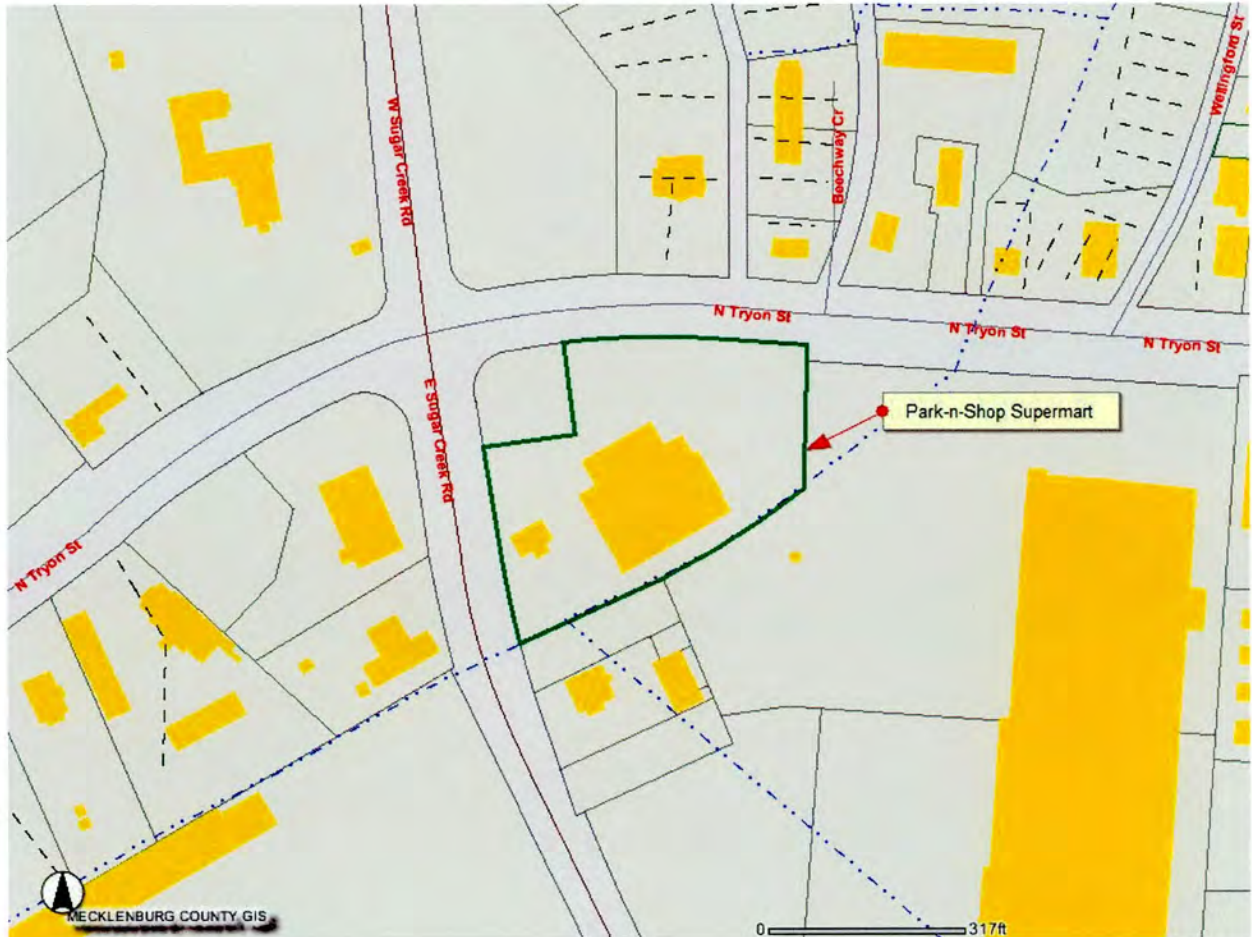 W Sugar Creek Rd
Beechway Cr
Wellingford St
N Tryon St
N Tryon St
N Tryon St
E Sugar Creek Rd
Park-n-Shop Supermart
N Tryon St
MECKLENBURG COUNTY GIS
0 317ft